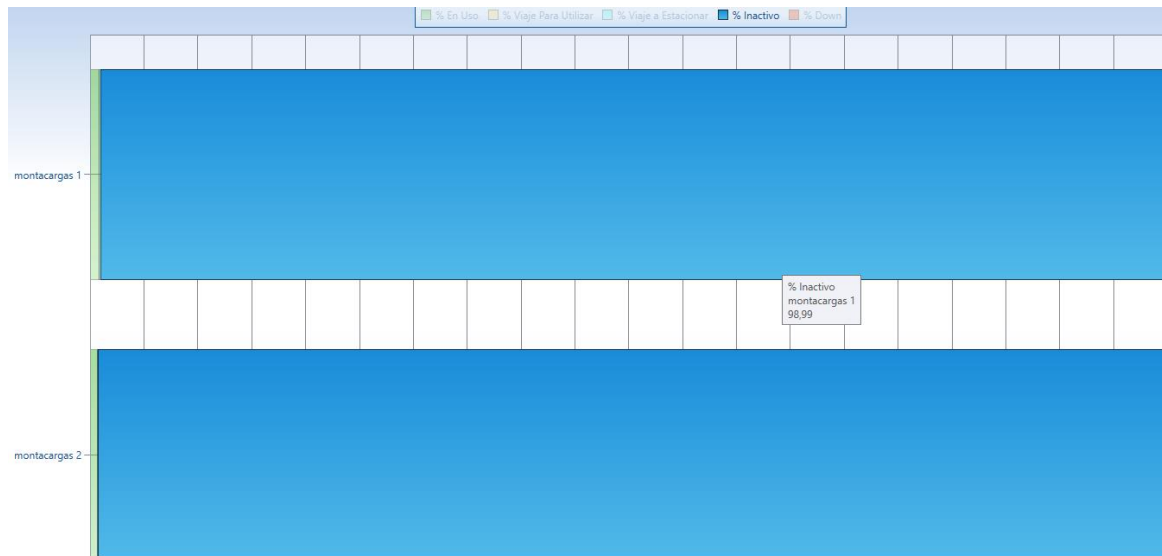 % En Uso % Viaje Para Utilizar % Viaje a Estacionar % Inactivo % Down
montacargas 1
% Inactivo
montacargas 1
98,99
montacargas 2